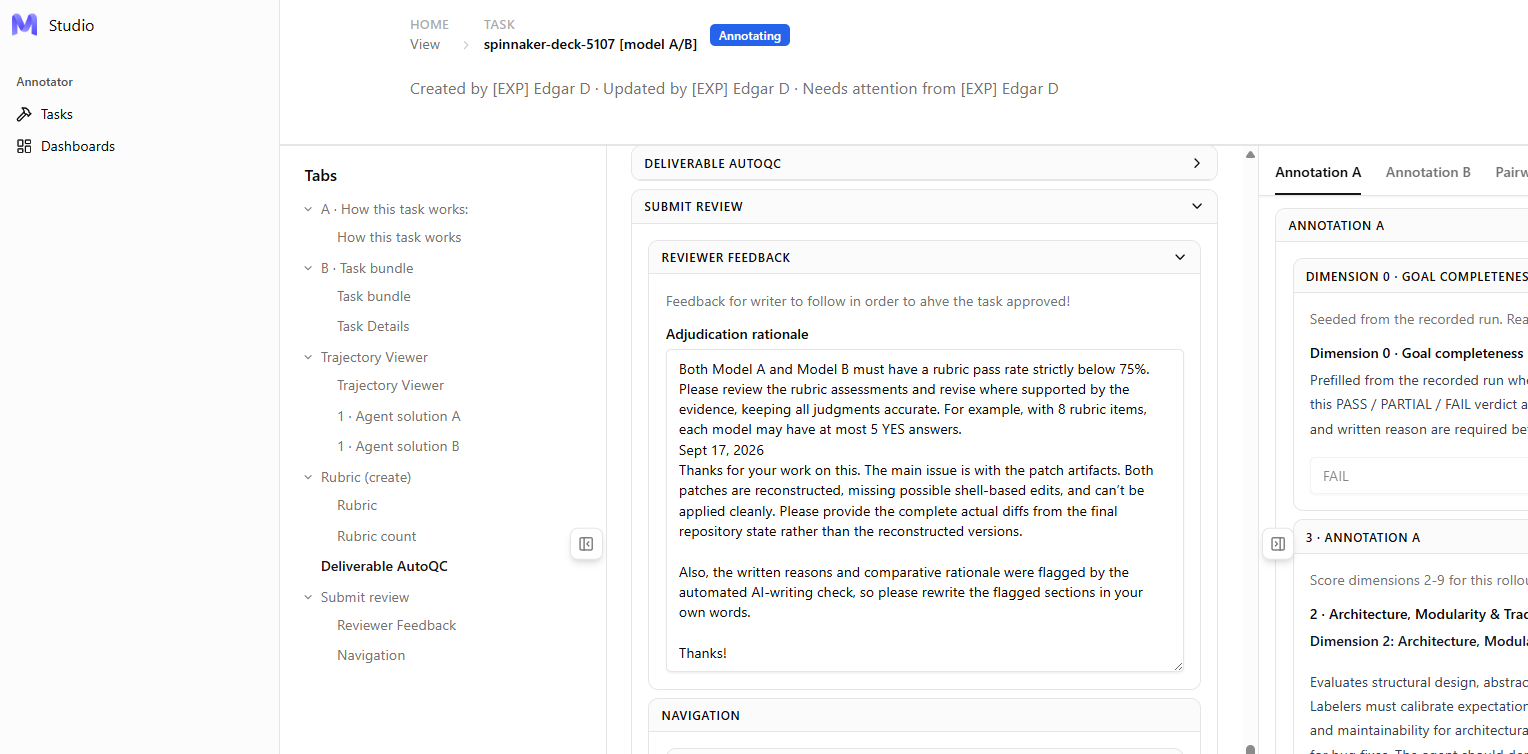 Studio
Annotator
Tasks
Dashboards
HOME
View
TASK
spinnaker-deck-5107 [model A/B]
Annotating
Created by [EXP] Edgar D · Updated by [EXP] Edgar D · Needs attention from [EXP] Edgar D
Tabs
A · How this task works:
How this task works
B · Task bundle
Task bundle
Task Details
Trajectory Viewer
Trajectory Viewer
1 · Agent solution A
1 · Agent solution B
Rubric (create)
Rubric
Rubric count
Deliverable AutoQC
Submit review
Reviewer Feedback
Navigation
DELIVERABLE AUTOQC
SUBMIT REVIEW
REVIEWER FEEDBACK
Feedback for writer to follow in order to ahve the task approved!
Adjudication rationale
Both Model A and Model B must have a rubric pass rate strictly below 75%.
Please review the rubric assessments and revise where supported by the
evidence, keeping all judgments accurate. For example, with 8 rubric items,
each model may have at most 5 YES answers.
Sept 17, 2026
Thanks for your work on this. The main issue is with the patch artifacts. Both
patches are reconstructed, missing possible shell-based edits, and can't be
applied cleanly. Please provide the complete actual diffs from the final
repository state rather than the reconstructed versions.
Also, the written reasons and comparative rationale were flagged by the
automated AI-writing check, so please rewrite the flagged sections in your
own words.
Thanks!
NAVIGATION
Annotation A
Annotation B
Pairw
ANNOTATION A
DIMENSION 0 · GOAL COMPLETENES
Seeded from the recorded run. Rea
Dimension 0 · Goal completeness
Prefilled from the recorded run whe
this PASS / PARTIAL / FAIL verdict a
and written reason are required be
FAIL
3 · ANNOTATION A
Score dimensions 2-9 for this rollou
2 · Architecture, Modularity & Trad
Dimension 2: Architecture, Modula
Evaluates structural design, abstrac
Labelers must calibrate expectation
and maintainability for architectura